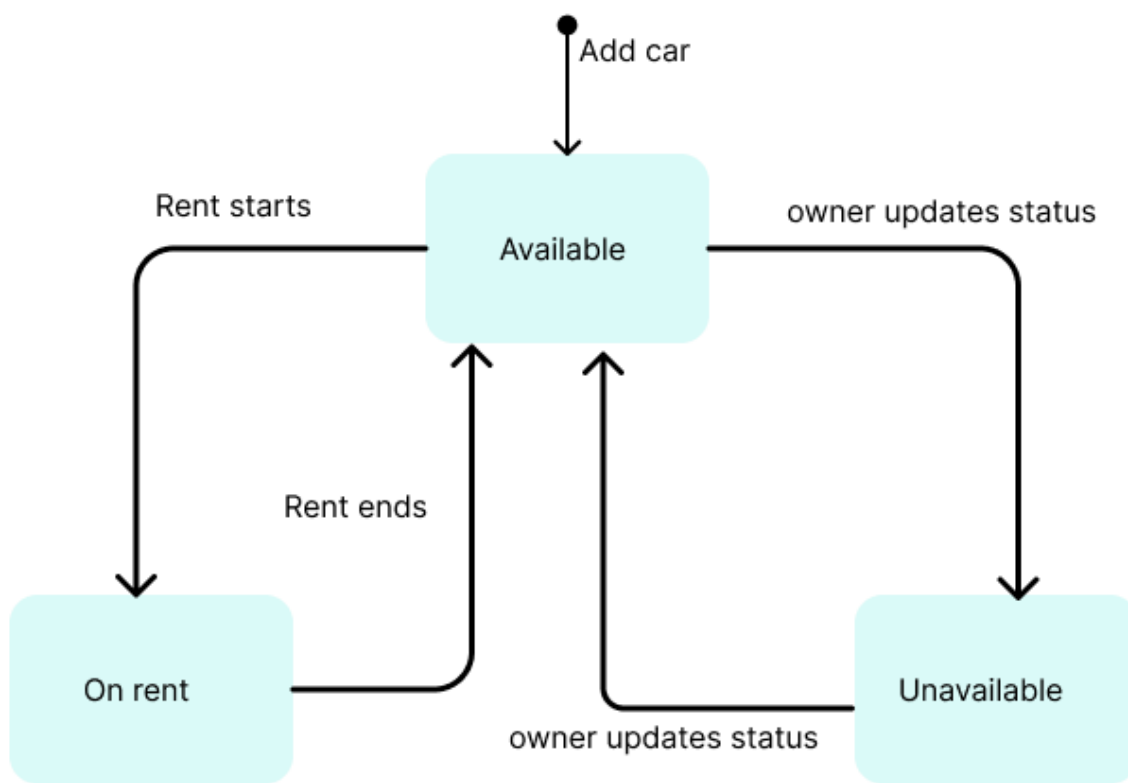 Add car
Rent starts
owner updates status
Available
Rent ends
On rent
Unavailable
owner updates status